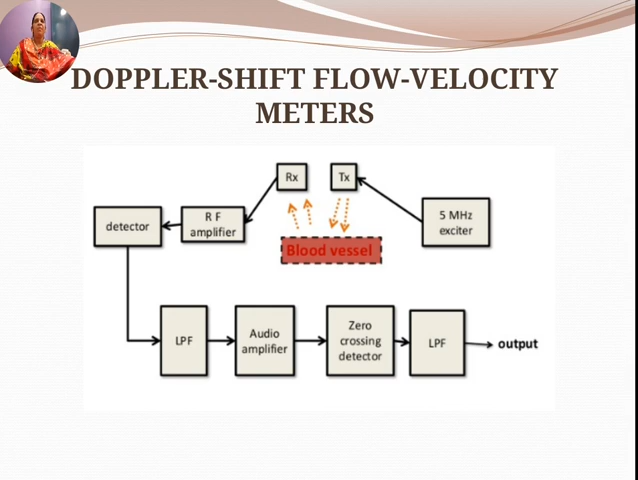 DOPPLER-SHIFT FLOW-VELOCITY
METERS
Rx
Tx
detector
R F
amplifier
5 MHz
exciter
Blood vessel
LPF
Audio
amplifier
Zero
crossing
detector
LPF
output